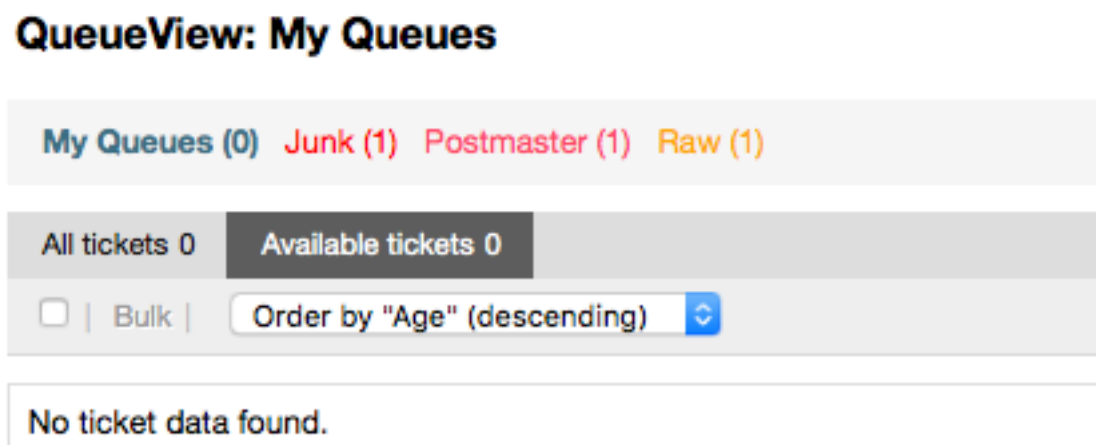 QueueView: My Queues
My Queues (0) Junk (1) Postmaster (1) Raw (1)
All tickets 0 Available tickets 0
| Bulk | Order by "Age" (descending)
No ticket data found.